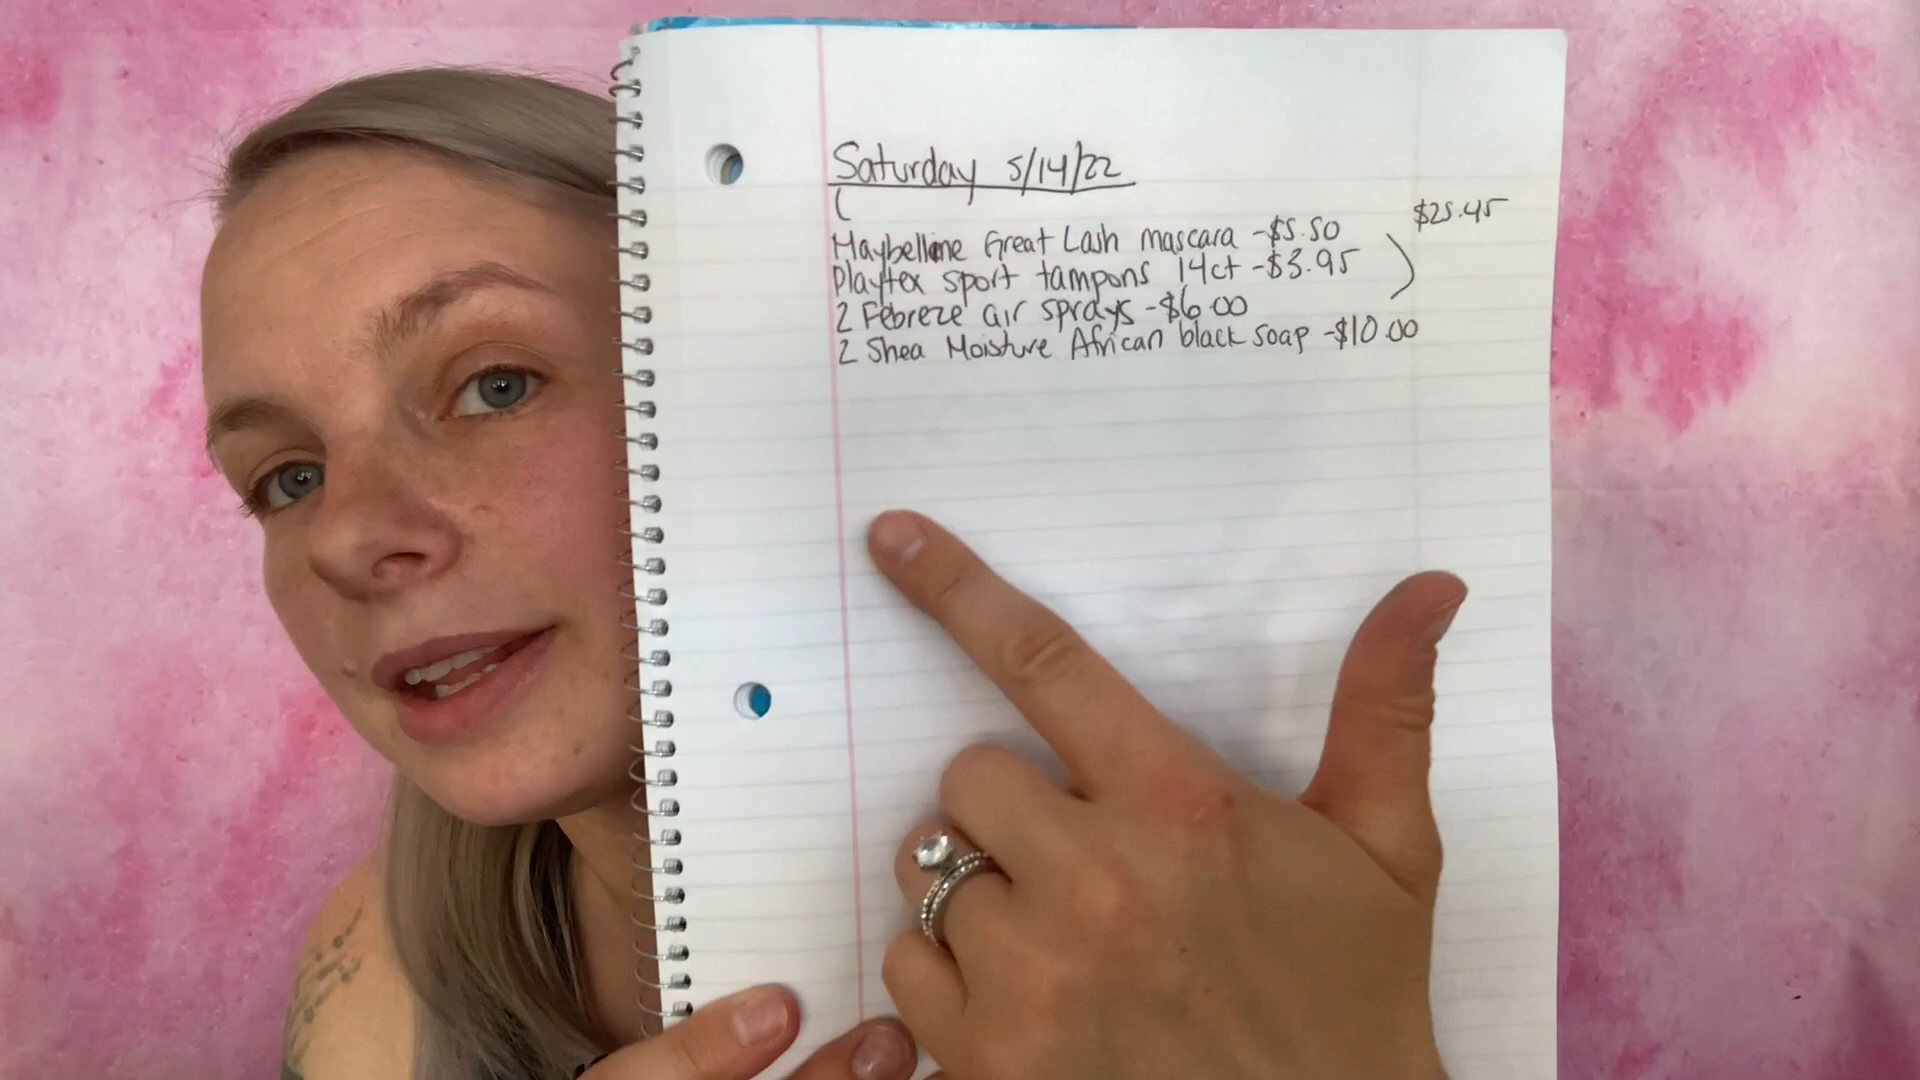 Saturday 5/14/22
(
Maybelline Great Lash mascara -$5.50
Playtex sport tampons 14ct -$3.95
2 Febreze air sprays -$6.00
2 Shea Moisture African black soap -$10.00
) $25.45